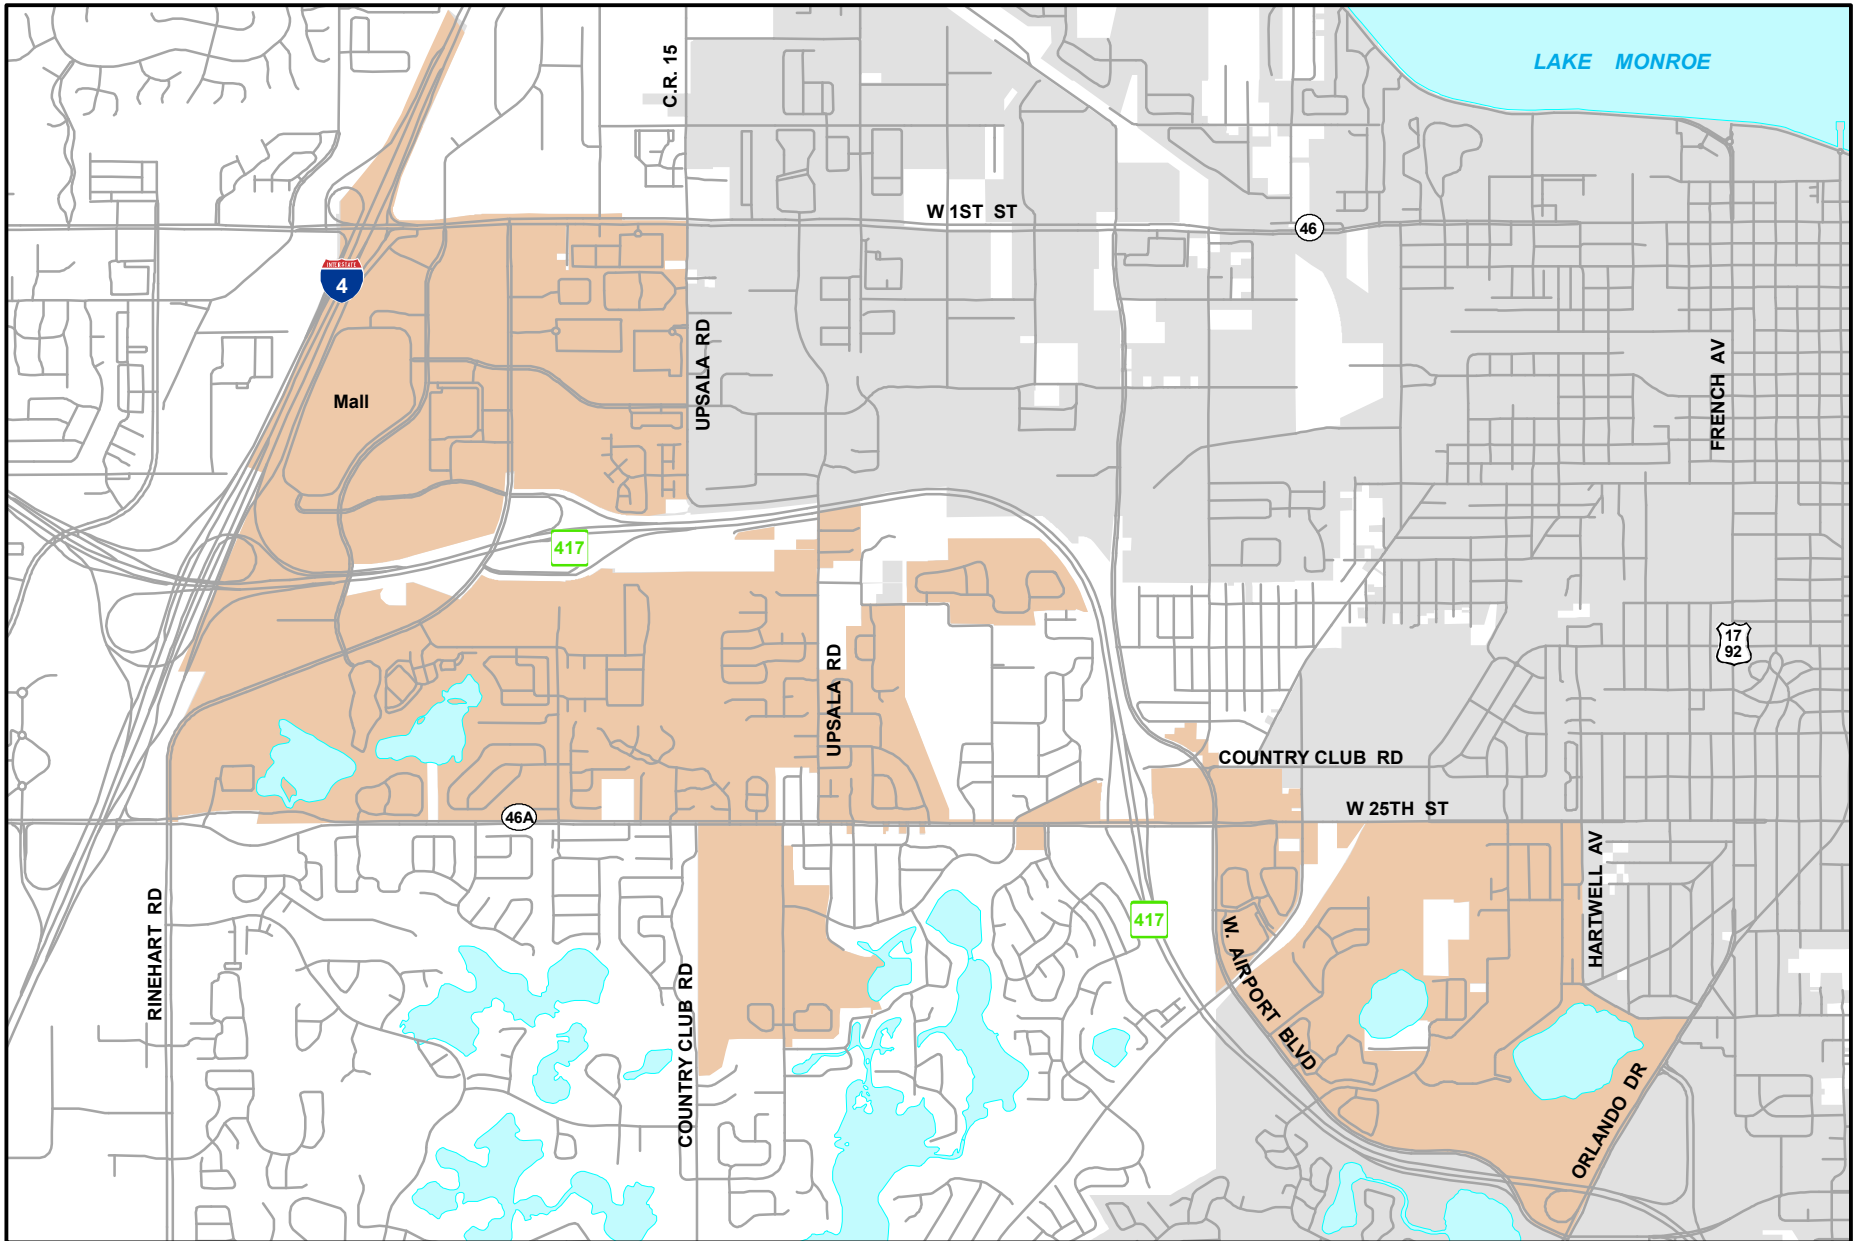 LAKE MONROE
C.R. 15
W 1ST ST
46
INTERSTATE
4
UPSALA RD
FRENCH AV
Mall
417
17
92
UPSALA RD
COUNTRY CLUB RD
W 25TH ST
46A
HARTWELL AV
RINEHART RD
417
W. AIRPORT BLVD
COUNTRY CLUB RD
ORLANDO DR